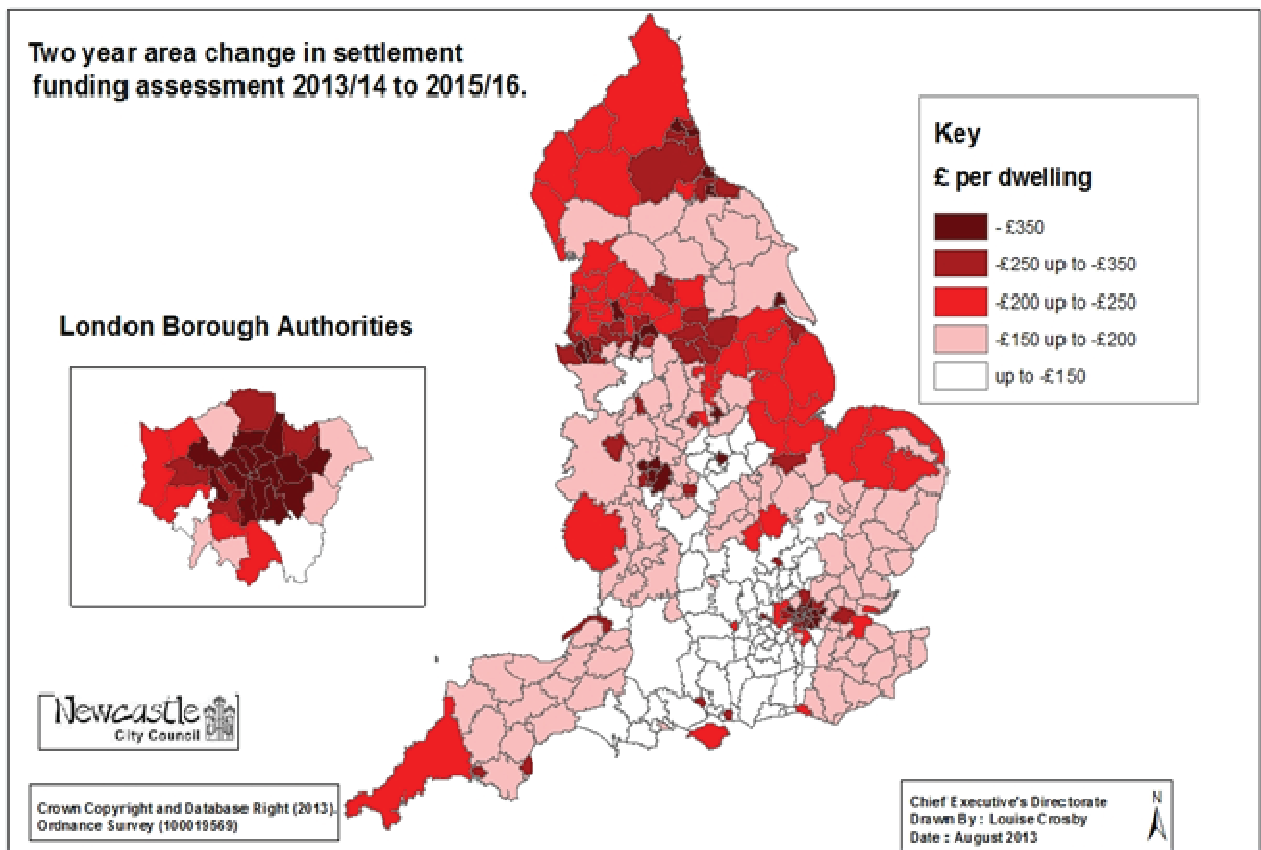 Two year area change in settlement
funding assessment 2013/14 to 2015/16.
Key
£ per dwelling
- £350
-£250 up to -£350
-£200 up to -£250
-£150 up to -£200
up to -£150
London Borough Authorities
Newcastle
City Council
Crown Copyright and Database Right (2013).
Ordnance Survey (100019569)
Chief Executive's Directorate
Drawn By : Louise Crosby
Date : August 2013
N